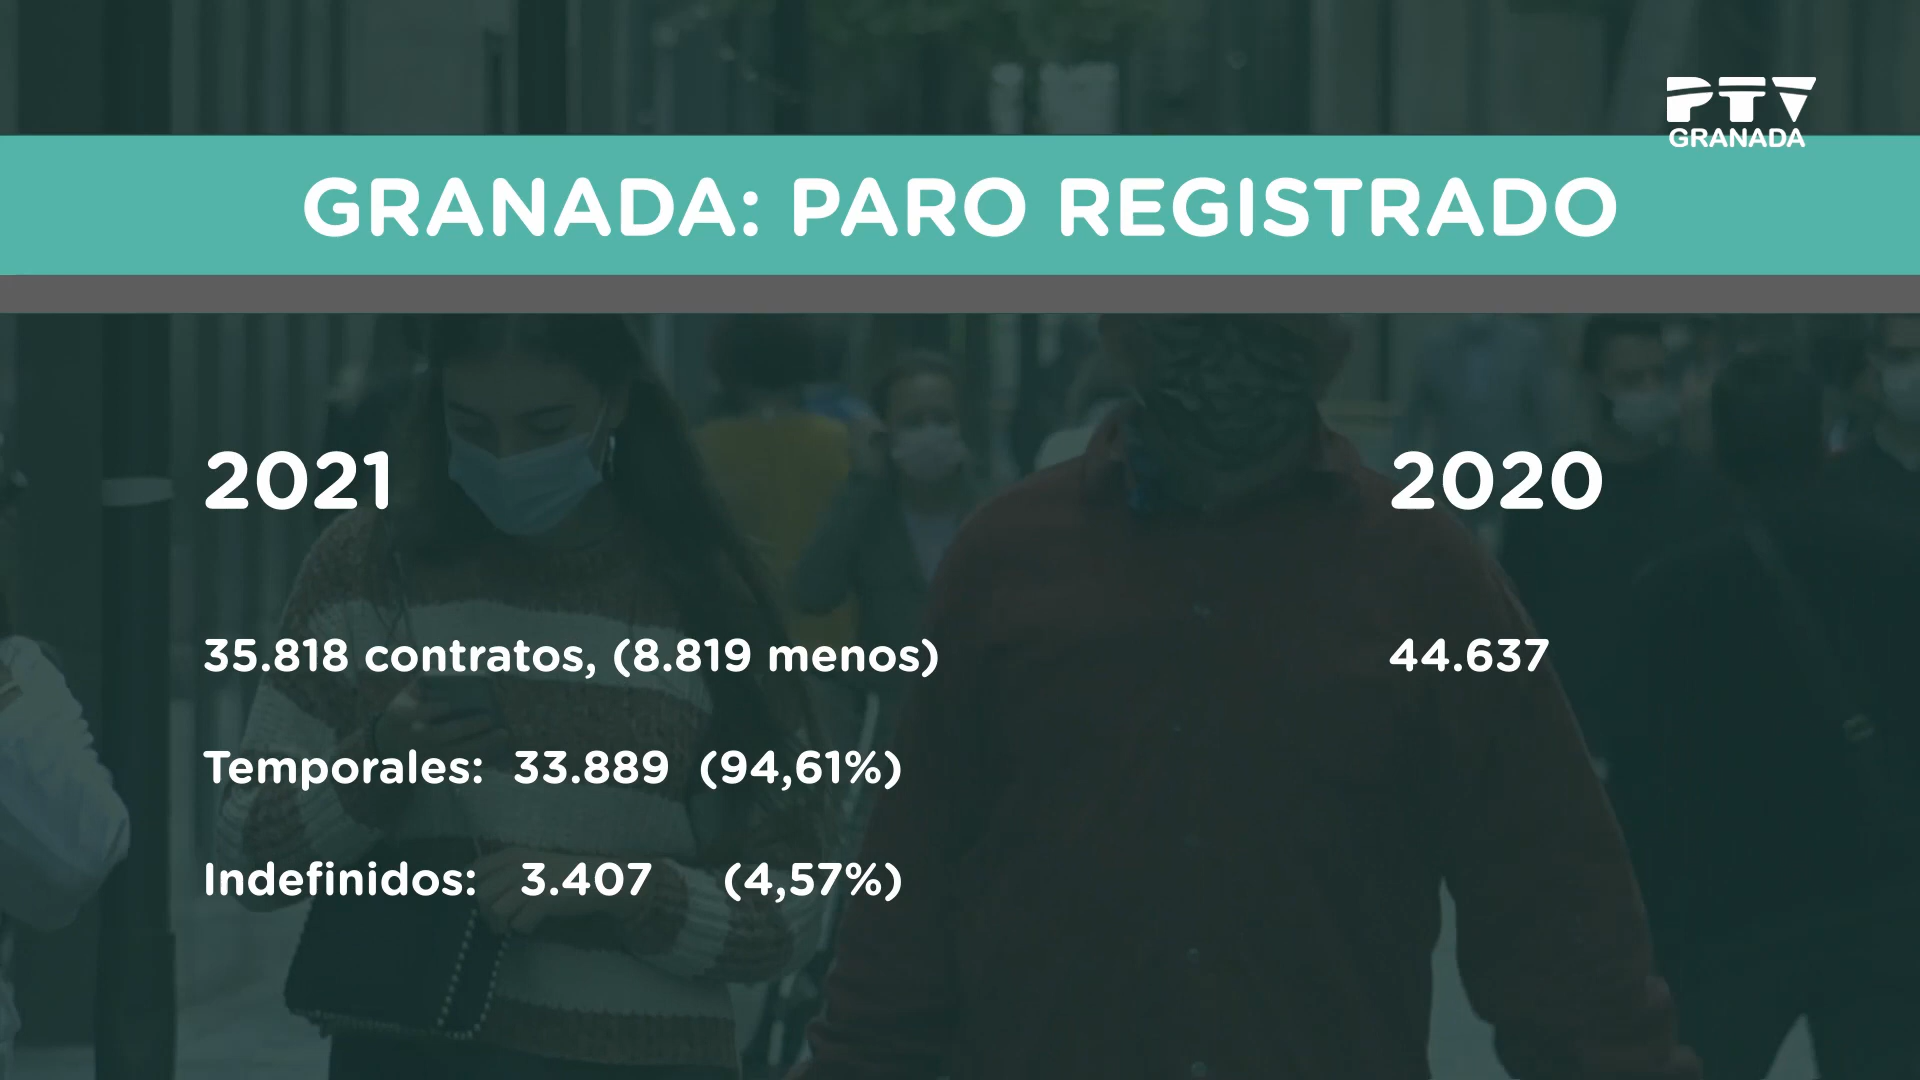 PTV
GRANADA
GRANADA: PARO REGISTRADO
2021
2020
35.818 contratos, (8.819 menos)
44.637
Temporales: 33.889 (94,61%)
Indefinidos: 3.407 (4,57%)